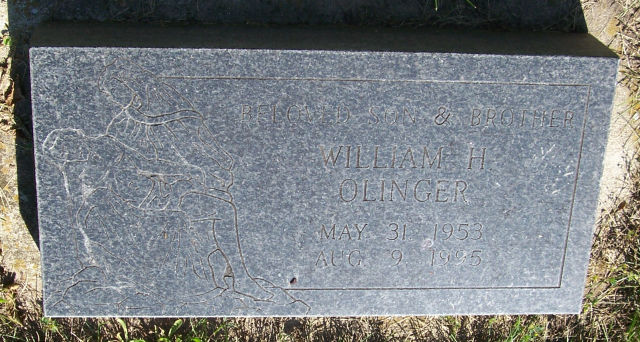 BELOVED SON & BROTHER
WILLIAM H.
OLINGER
MAY 31, 1953
AUG 9, 1995